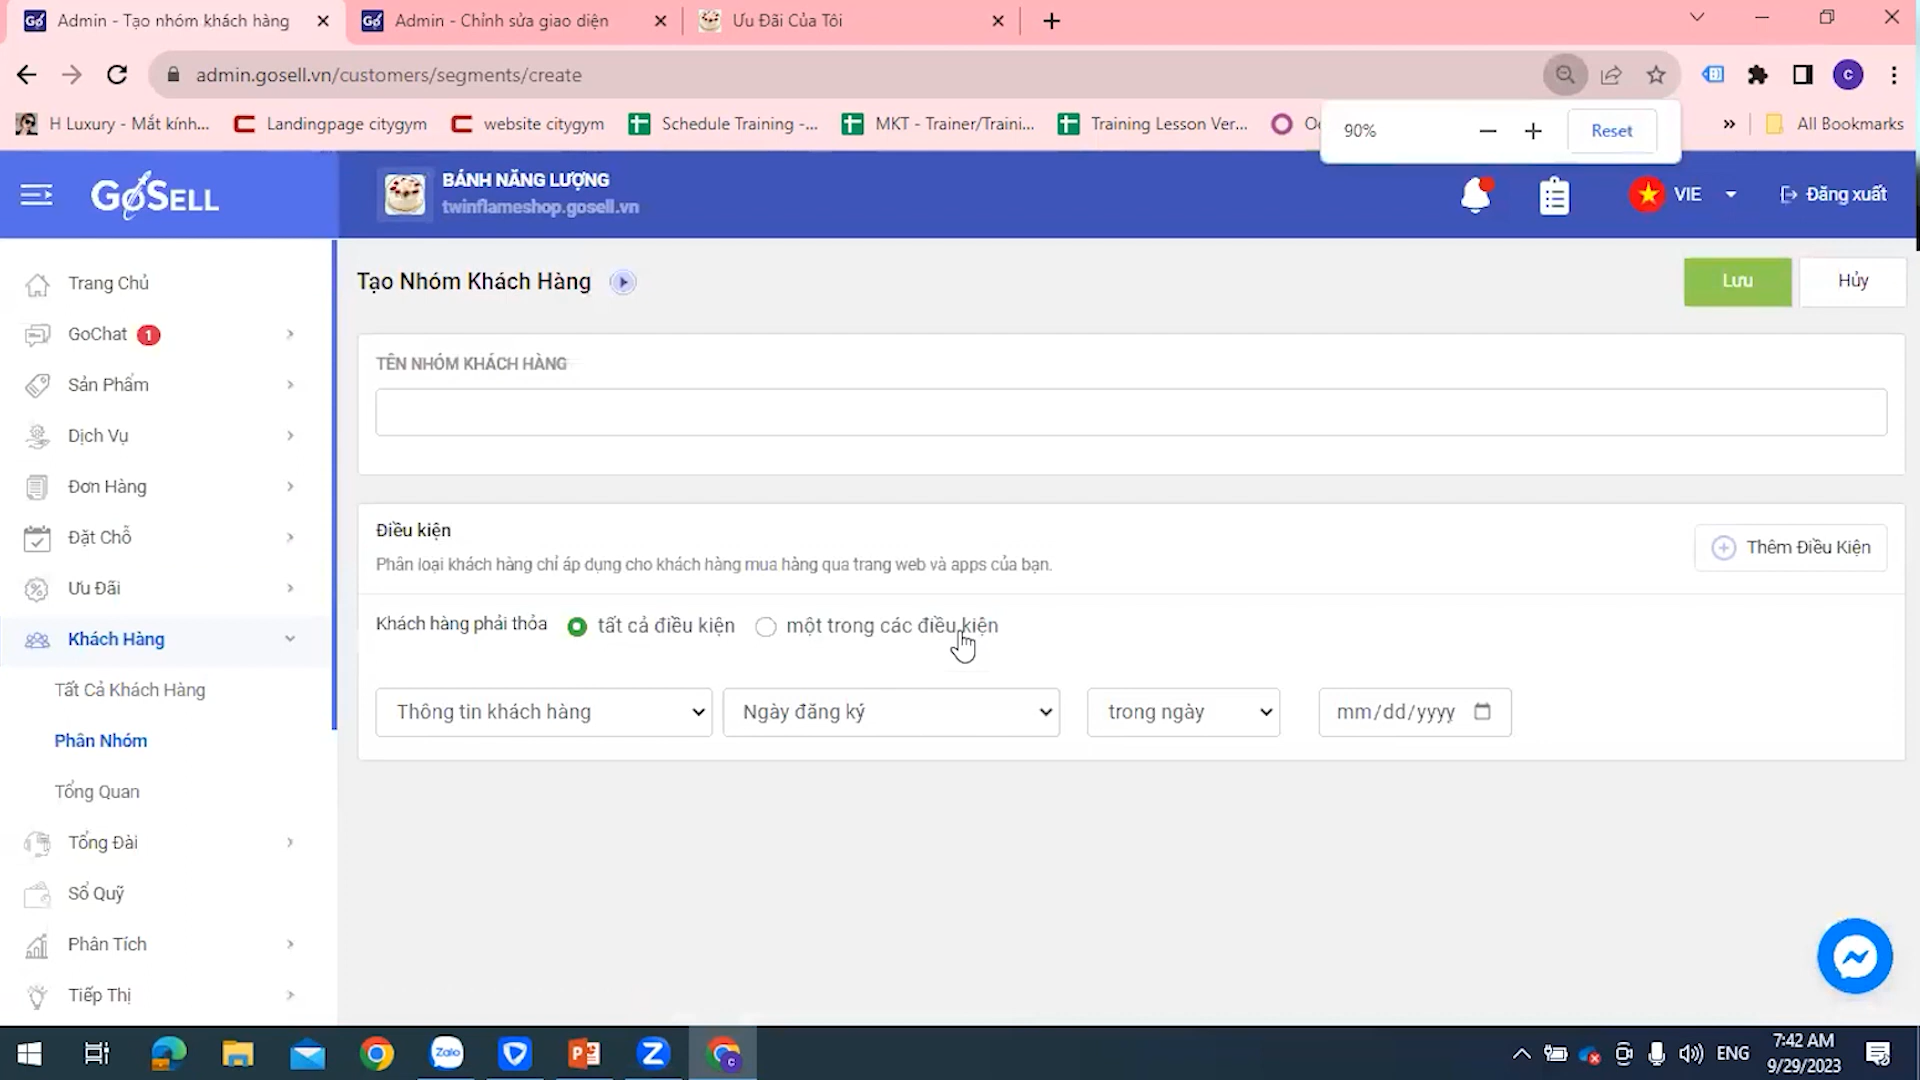 Admin - Tạo nhóm khách hàng
Admin - Chỉnh sửa giao diện
Ưu Đãi Của Tôi
admin.gosell.vn/customers/segments/create
H Luxury - Mắt kính...
Landingpage citygym
website citygym
Schedule Training -...
MKT - Trainer/Traini...
Training Lesson Ver...
All Bookmarks
90%
Reset
GOSELL
BÁNH NĂNG LƯỢNG
twinflameshop.gosell.vn
VIE
Đăng xuất
Trang Chủ
GoChat 1
Sản Phẩm
Dịch Vụ
Đơn Hàng
Đặt Chỗ
Ưu Đãi
Khách Hàng
Tất Cả Khách Hàng
Phân Nhóm
Tổng Quan
Tổng Đài
Sổ Quỹ
Phân Tích
Tiếp Thị
Tạo Nhóm Khách Hàng
Lưu
Hủy
TÊN NHÓM KHÁCH HÀNG
Điều kiện
Phân loại khách hàng chỉ áp dụng cho khách hàng mua hàng qua trang web và apps của bạn.
Thêm Điều Kiện
Khách hàng phải thỏa tất cả điều kiện một trong các điều kiện
Thông tin khách hàng
Ngày đăng ký
trong ngày
mm/dd/yyyy
Zalo
ENG
7:42 AM
9/29/2023